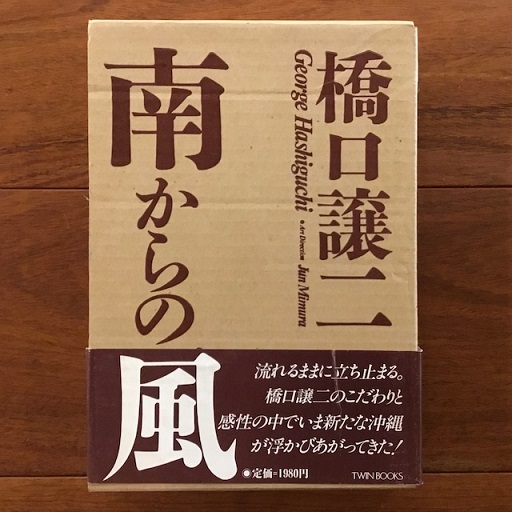 橋口譲二
George Hashiguchi
●Art Direction Jun Mimura
南からの風
流れるままに立ち止まる。
橋口譲二のこだわりと
感性の中でいま新たな沖縄
が浮かびあがってきた!
●定価=1980円
TWIN BOOKS